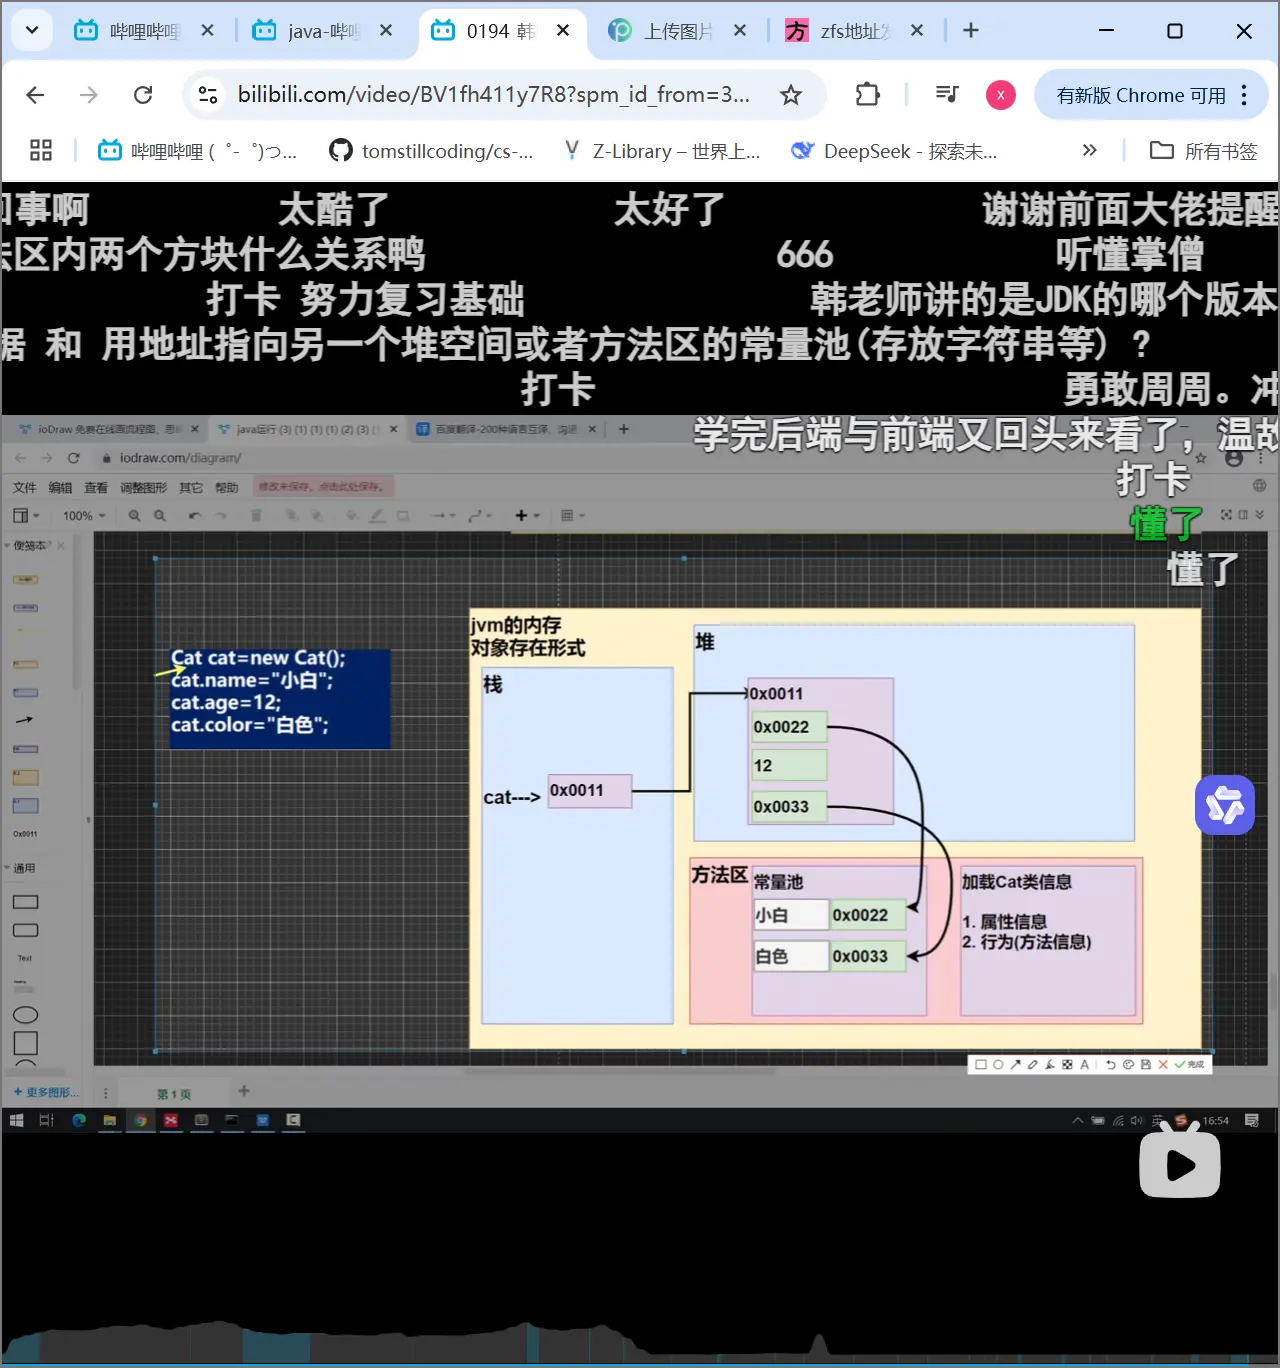 哔哩哔哩
java-哔哩
0194 韩
上传图片
zfs地址发
bilibili.com/video/BV1fh411y7R8?spm_id_from=3...
X
有新版 Chrome 可用
哔哩哔哩 (゜-゜)つ...
tomstillcoding/cs-...
Z-Library – 世界上...
DeepSeek - 探索未...
所有书签
回事啊
太酷了
太好了
谢谢前面大佬提醒
法区内两个方块什么关系鸭
666
听懂掌僧
打卡 努力复习基础
韩老师讲的是JDK的哪个版本
据 和 用地址指向另一个堆空间或者方法区的常量池(存放字符串等) ?
打卡
勇敢周周。冲
ioDraw 免费在线画流程图、思
java运行 (3) (1) (1) (1) (2) (3) (
百度翻译-200种语言互译、沟通
学完后端与前端又回头来看了，温故
iodraw.com/diagram/
打卡
文件 编辑 查看 调整图形 其它 帮助
修改未保存。点击此处保存。
100%
懂了
便笺本
懂了
Cat cat=new Cat();
cat.name="小白";
cat.age=12;
cat.color="白色";
jvm的内存
对象存在形式
栈
cat--->
0x0011
堆
0x0011
0x0022
12
0x0033
方法区
常量池
小白
0x0022
白色
0x0033
加载Cat类信息
1. 属性信息
2. 行为(方法信息)
0x0011
通用
Text
A
完成
+ 更多图形...
第 1 页
英
16:54